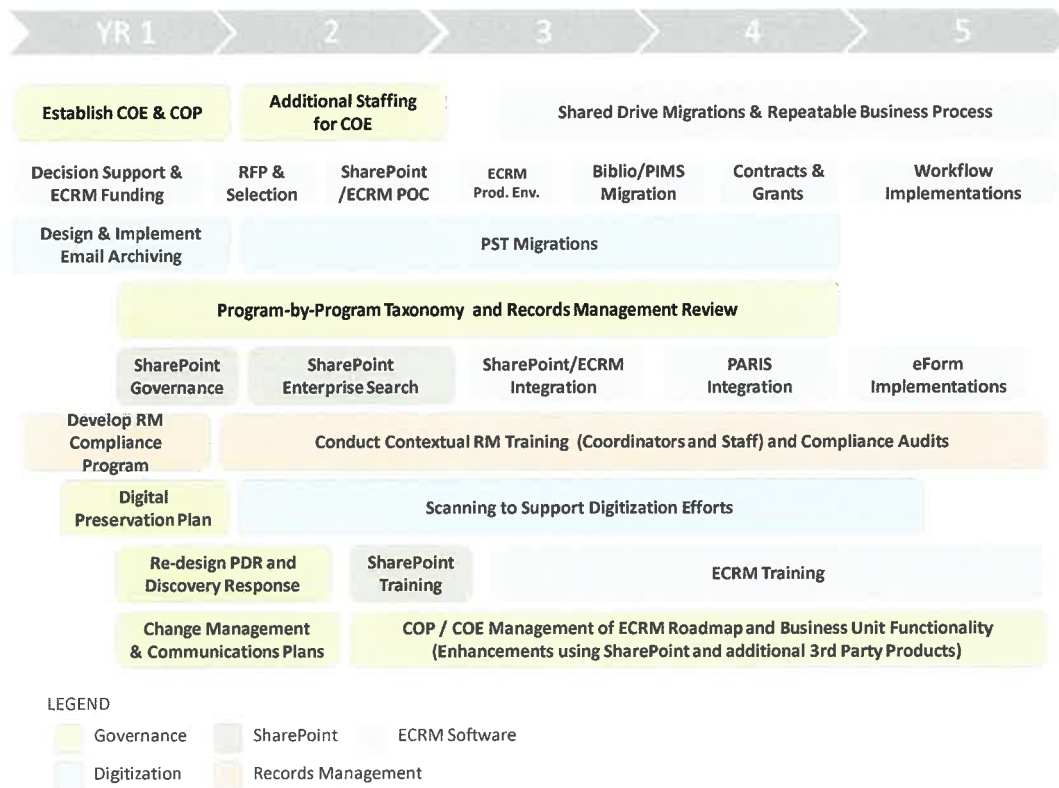 YR 1 2 3 4 5
Establish COE & COP
Additional Staffing
for COE
Shared Drive Migrations & Repeatable Business Process
Decision Support &
ECRM Funding
RFP &
Selection
SharePoint
/ECRM POC
ECRM
Prod. Env.
Biblio/PIMS
Migration
Contracts &
Grants
Workflow
Implementations
Design & Implement
Email Archiving
PST Migrations
Program-by-Program Taxonomy and Records Management Review
SharePoint
Governance
SharePoint
Enterprise Search
SharePoint/ECRM
Integration
PARIS
Integration
eForm
Implementations
Develop RM
Compliance
Program
Conduct Contextual RM Training (Coordinators and Staff) and Compliance Audits
Digital
Preservation Plan
Scanning to Support Digitization Efforts
Re-design PDR and
Discovery Response
SharePoint
Training
ECRM Training
Change Management
& Communications Plans
COP / COE Management of ECRM Roadmap and Business Unit Functionality
(Enhancements using SharePoint and additional 3rd Party Products)
LEGEND
Governance
SharePoint
ECRM Software
Digitization
Records Management